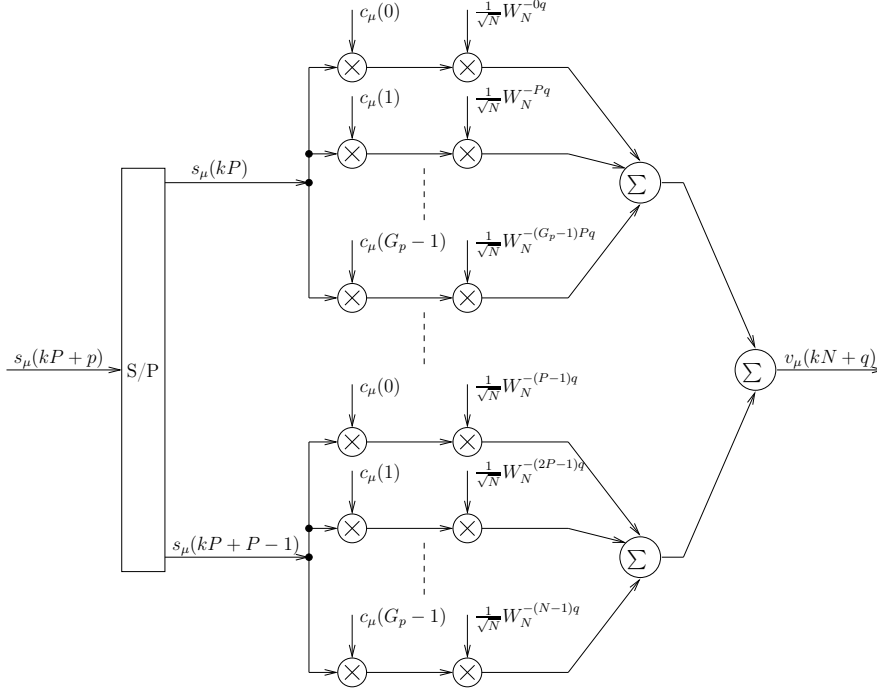 c_μ(0) 1/√N W_N^{-0q}
c_μ(1) 1/√N W_N^{-Pq}
s_μ(kP)
Σ
c_μ(G_p − 1) 1/√N W_N^{-(G_p-1)Pq}
s_μ(kP + p)
S/P
v_μ(kN + q)
Σ
c_μ(0) 1/√N W_N^{-(P-1)q}
c_μ(1) 1/√N W_N^{-(2P-1)q}
s_μ(kP + P − 1)
Σ
c_μ(G_p − 1) 1/√N W_N^{-(N-1)q}